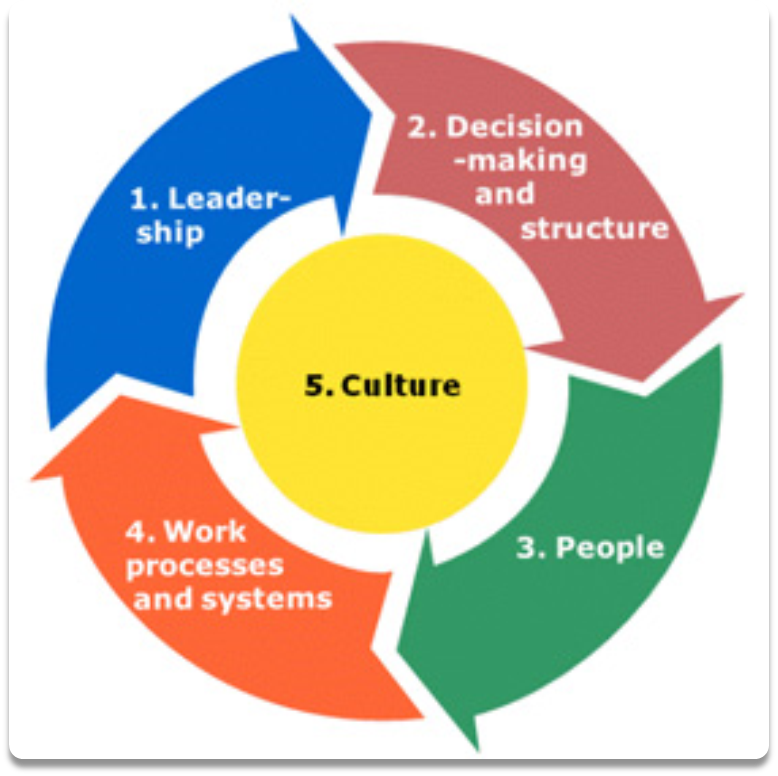 1. Leader-
ship
2. Decision
-making
and
structure
3. People
4. Work
processes
and systems
5. Culture